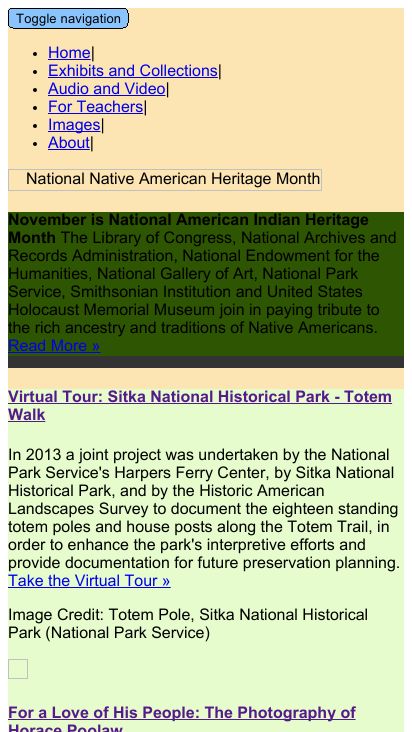 Toggle navigation
Home|
Exhibits and Collections|
Audio and Video|
For Teachers|
Images|
About|
National Native American Heritage Month
November is National American Indian Heritage
Month The Library of Congress, National Archives and
Records Administration, National Endowment for the
Humanities, National Gallery of Art, National Park
Service, Smithsonian Institution and United States
Holocaust Memorial Museum join in paying tribute to
the rich ancestry and traditions of Native Americans.
Read More »
Virtual Tour: Sitka National Historical Park - Totem
Walk
In 2013 a joint project was undertaken by the National
Park Service's Harpers Ferry Center, by Sitka National
Historical Park, and by the Historic American
Landscapes Survey to document the eighteen standing
totem poles and house posts along the Totem Trail, in
order to enhance the park's interpretive efforts and
provide documentation for future preservation planning.
Take the Virtual Tour »
Image Credit: Totem Pole, Sitka National Historical
Park (National Park Service)
For a Love of His People: The Photography of
Horace Poolaw